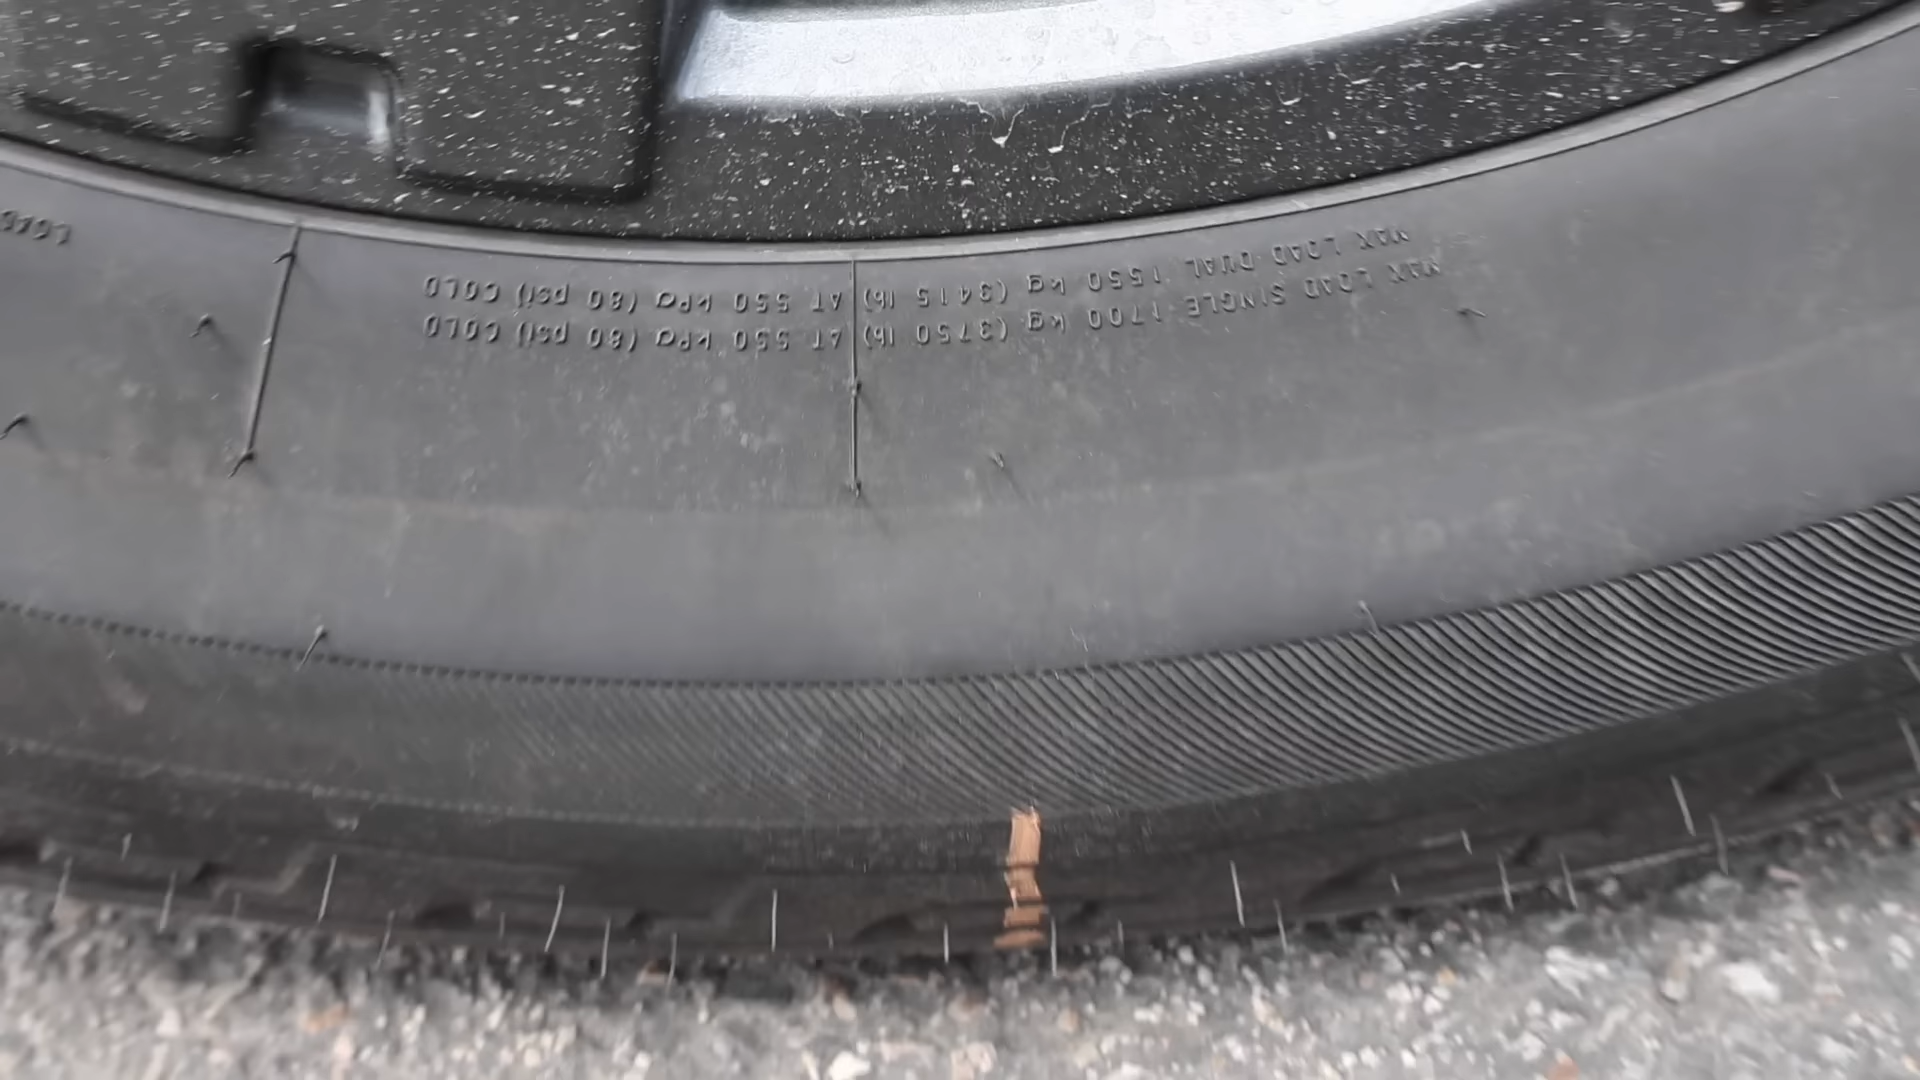 MAX LOAD SINGLE 1700 kg (3750 lb) AT 550 kPa (80 psi) COLD
MAX LOAD DUAL 1550 kg (3415 lb) AT 550 kPa (80 psi) COLD